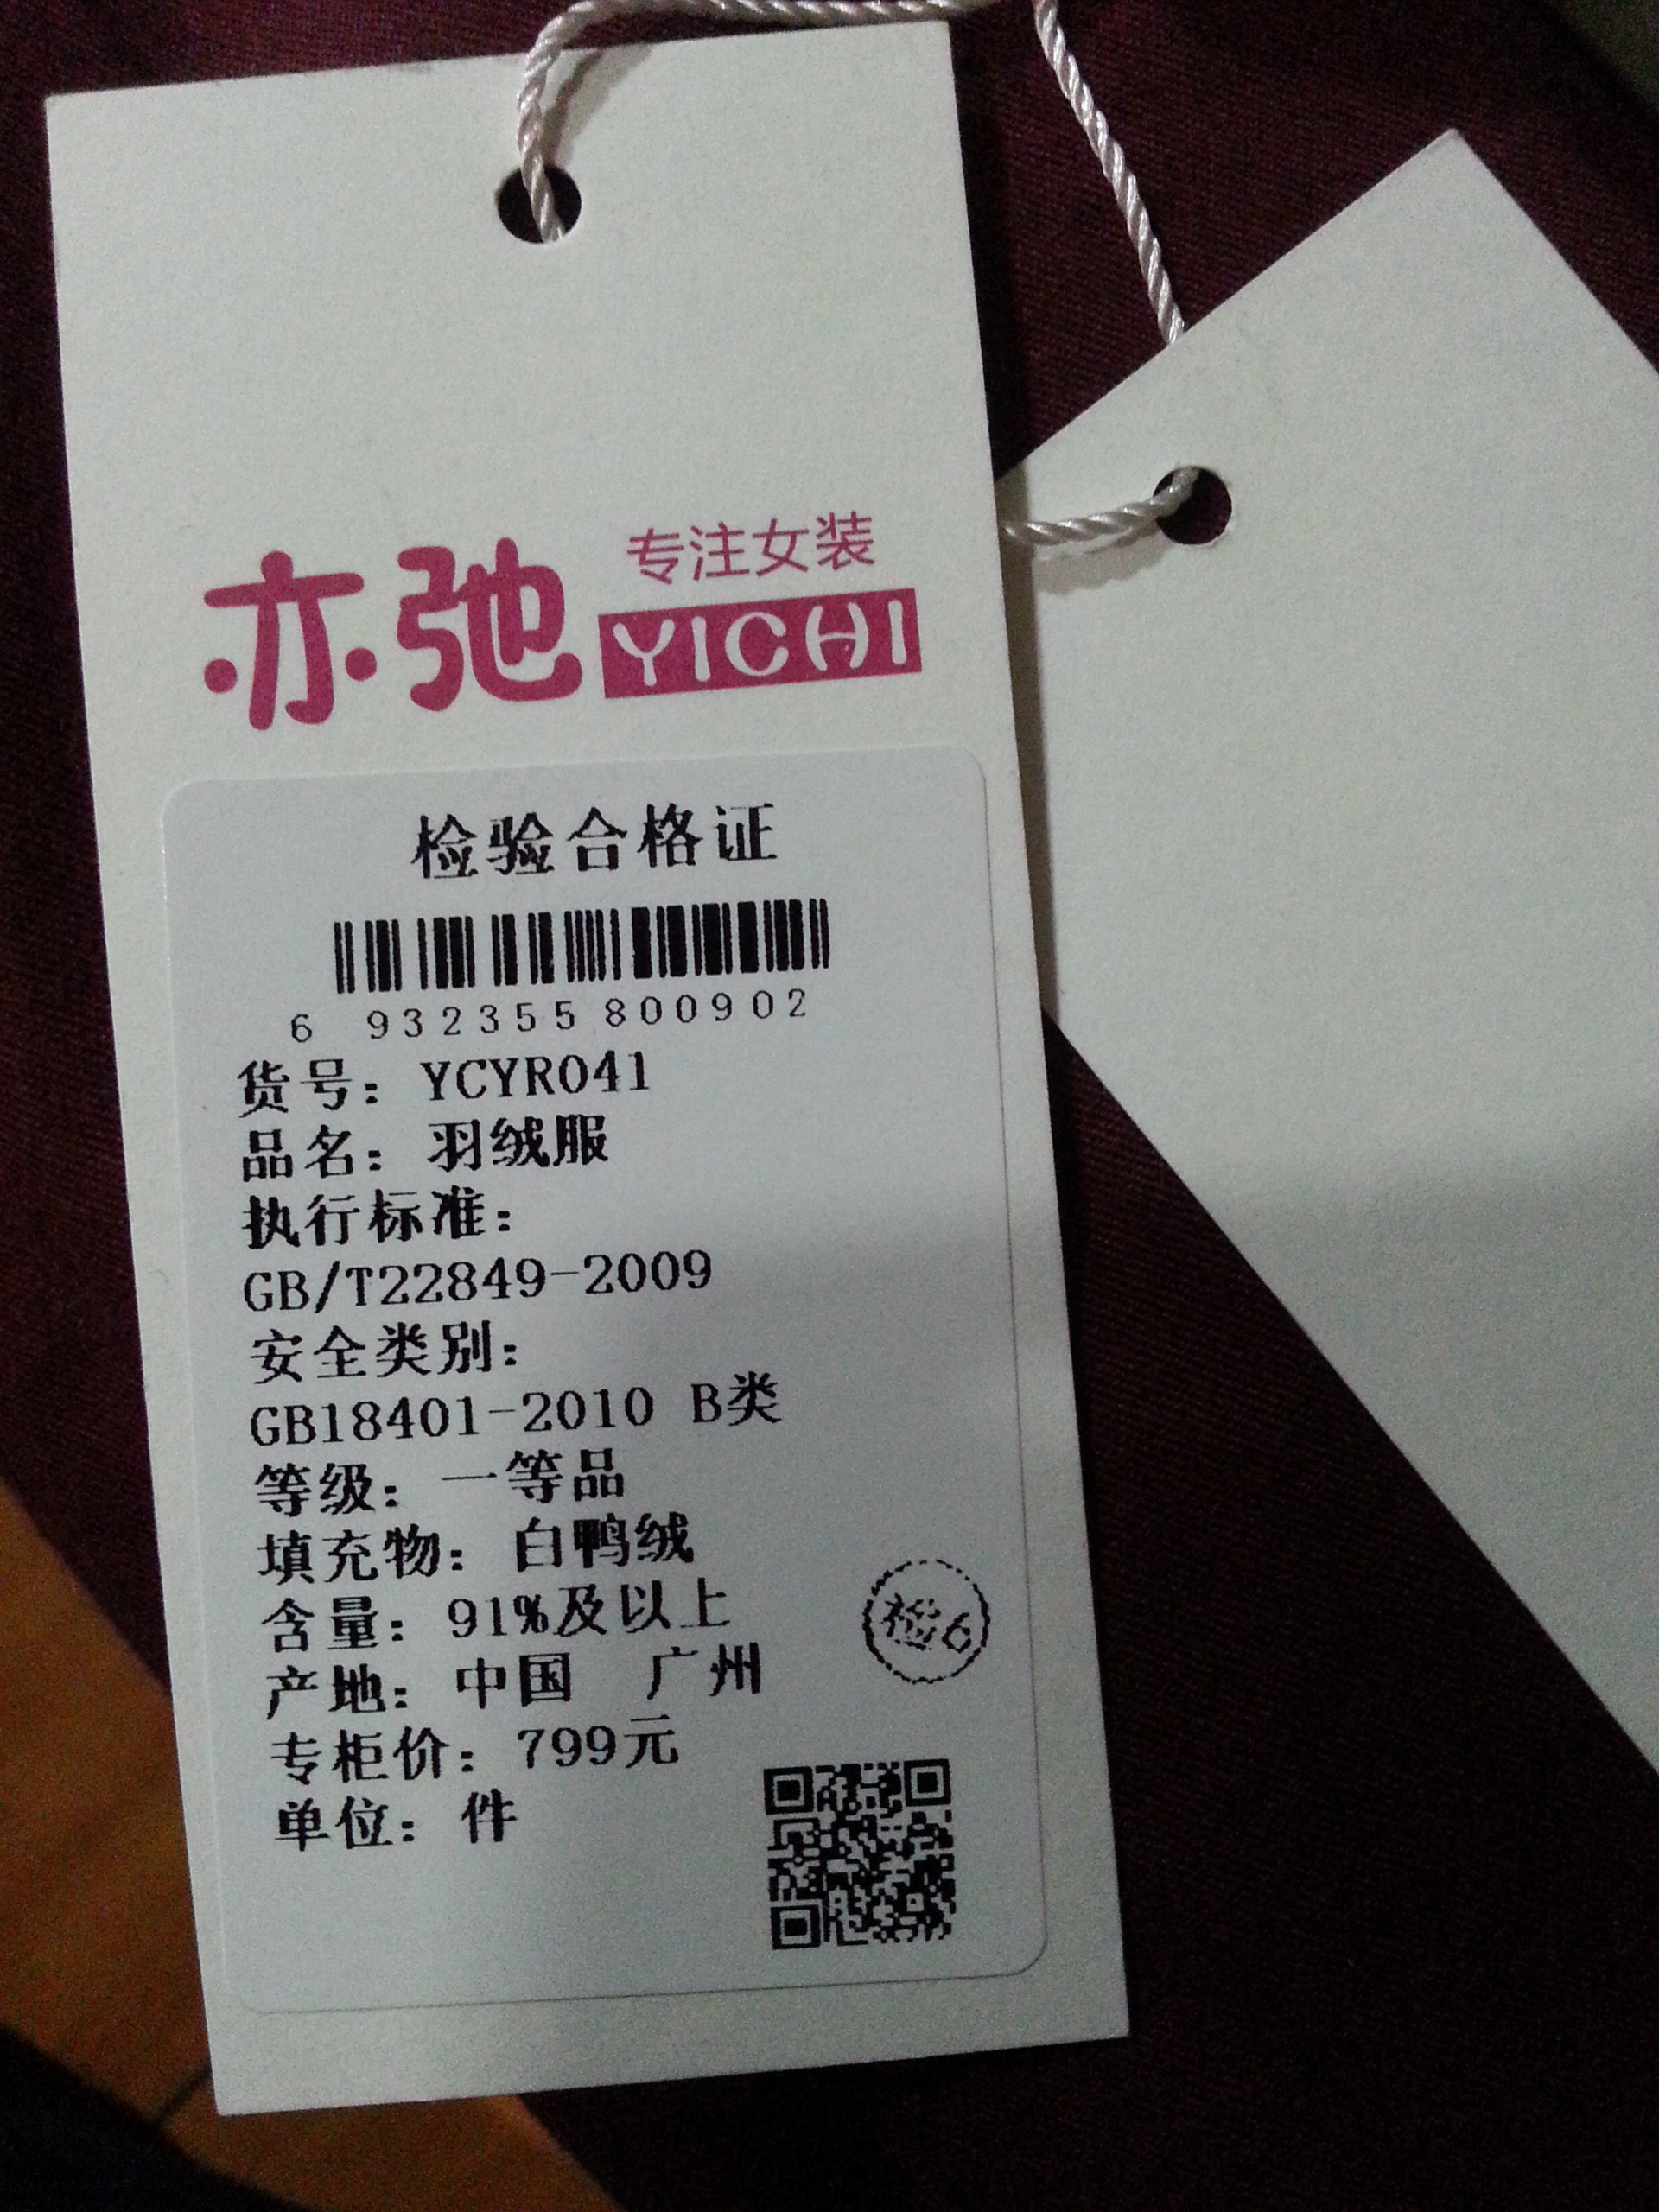 亦弛
专注女装
YICHI
检验合格证
6 932355 800902
货号: YCYR041
品名: 羽绒服
执行标准:
GB/T22849-2009
安全类别:
GB18401-2010 B类
等级: 一等品
填充物: 白鸭绒
含量: 91%及以上
产地: 中国 广州
专柜价: 799元
单位: 件
检6